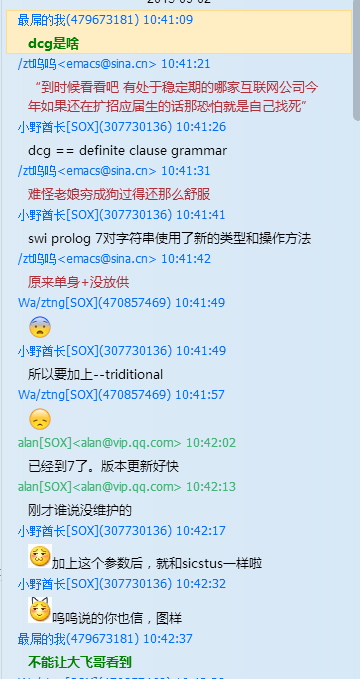 最屌的我(479673181) 10:41:09
dcg是啥
/zt呜呜<emacs@sina.cn> 10:41:21
“到时候看看吧 有处于稳定期的哪家互联网公司今
年如果还在扩招应届生的话那恐怕就是自己找死”
小野酋长[SOX](307730136) 10:41:26
dcg == definite clause grammar
/zt呜呜<emacs@sina.cn> 10:41:31
难怪老娘穷成狗过得还那么舒服
小野酋长[SOX](307730136) 10:41:41
swi prolog 7对字符串使用了新的类型和操作方法
/zt呜呜<emacs@sina.cn> 10:41:42
原来单身+没放供
Wa/ztng[SOX](470857469) 10:41:49
小野酋长[SOX](307730136) 10:41:49
所以要加上--triditional
Wa/ztng[SOX](470857469) 10:41:57
alan[SOX]<alan@vip.qq.com> 10:42:02
已经到7了。版本更新好快
alan[SOX]<alan@vip.qq.com> 10:42:13
刚才谁说没维护的
小野酋长[SOX](307730136) 10:42:17
加上这个参数后，就和sicstus一样啦
小野酋长[SOX](307730136) 10:42:32
呜呜说的你也信，图样
最屌的我(479673181) 10:42:37
不能让大飞哥看到